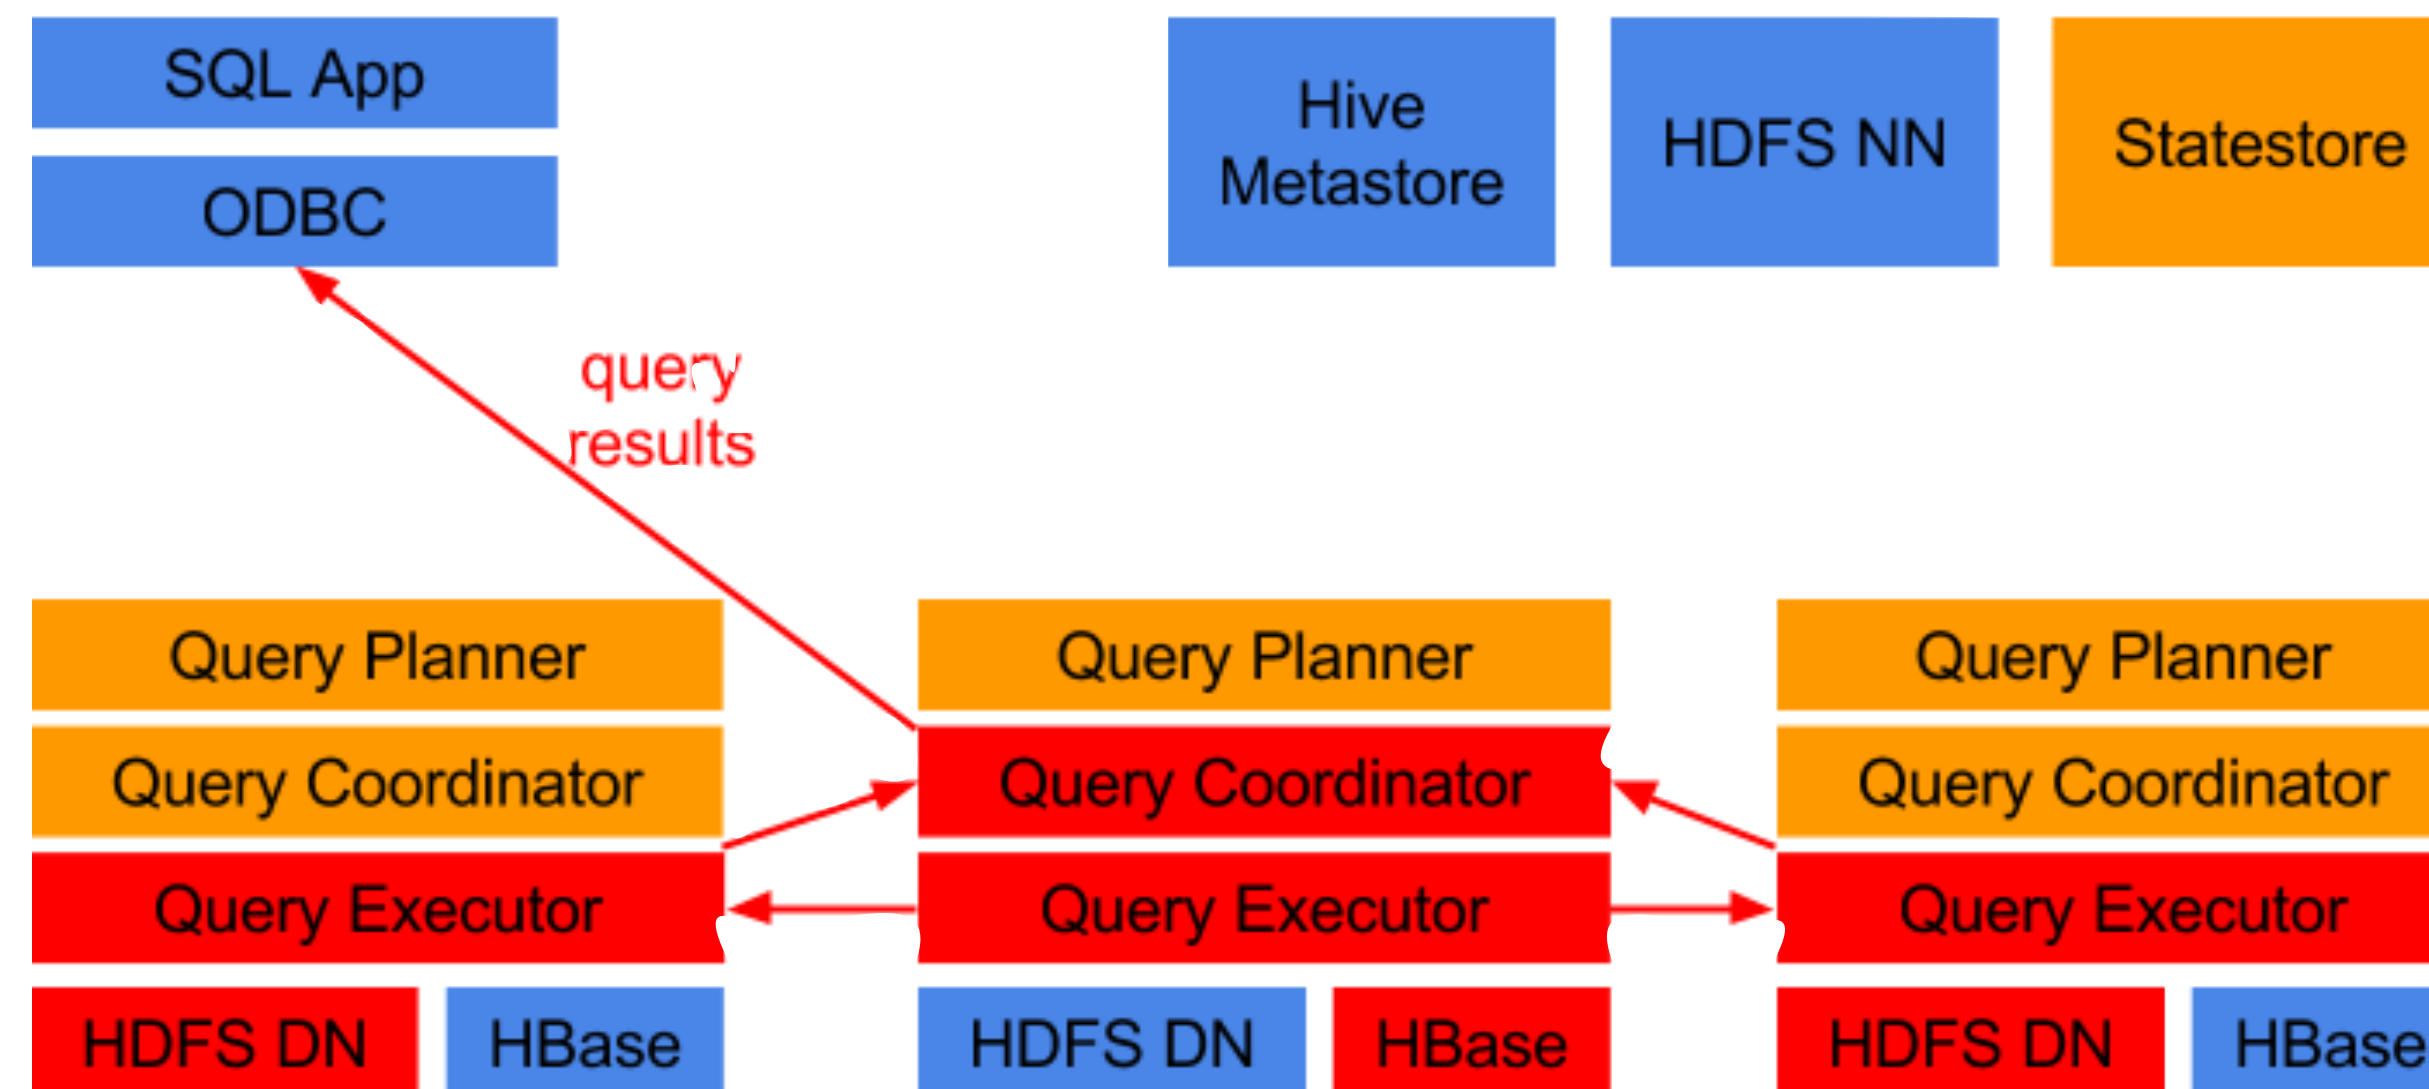 SQL App
ODBC
Hive
Metastore
HDFS NN
Statestore
query
results
Query Planner
Query Coordinator
Query Executor
HDFS DN
HBase
Query Planner
Query Coordinator
Query Executor
HDFS DN
HBase
Query Planner
Query Coordinator
Query Executor
HDFS DN
HBase